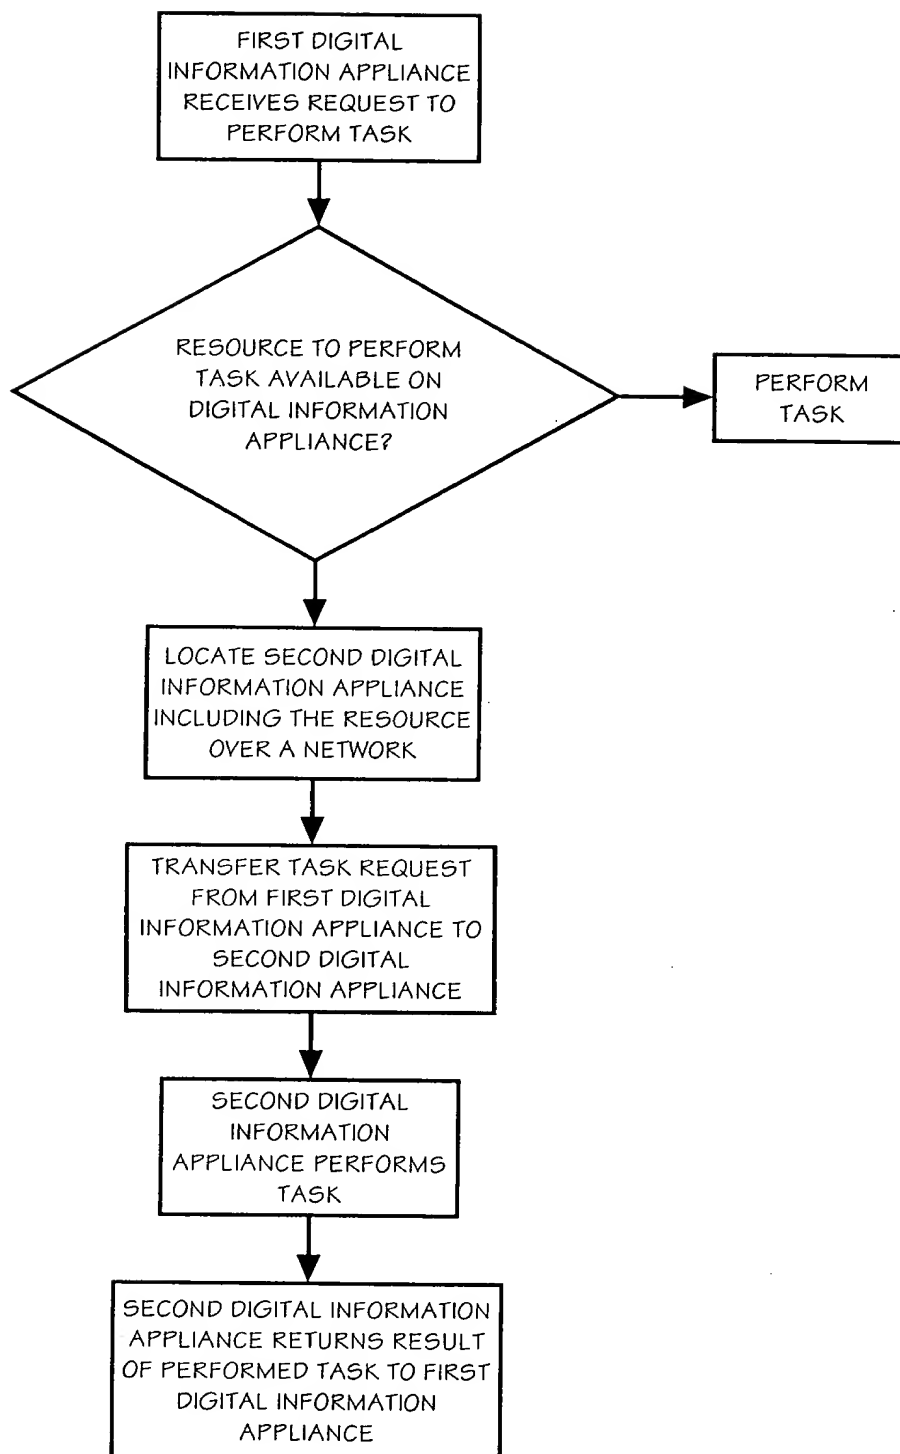 FIRST DIGITAL
INFORMATION APPLIANCE
RECEIVES REQUEST TO
PERFORM TASK
RESOURCE TO PERFORM
TASK AVAILABLE ON
DIGITAL INFORMATION
APPLIANCE?
PERFORM
TASK
LOCATE SECOND DIGITAL
INFORMATION APPLIANCE
INCLUDING THE RESOURCE
OVER A NETWORK
TRANSFER TASK REQUEST
FROM FIRST DIGITAL
INFORMATION APPLIANCE TO
SECOND DIGITAL
INFORMATION APPLIANCE
SECOND DIGITAL
INFORMATION
APPLIANCE PERFORMS
TASK
SECOND DIGITAL INFORMATION
APPLIANCE RETURNS RESULT
OF PERFORMED TASK TO FIRST
DIGITAL INFORMATION
APPLIANCE